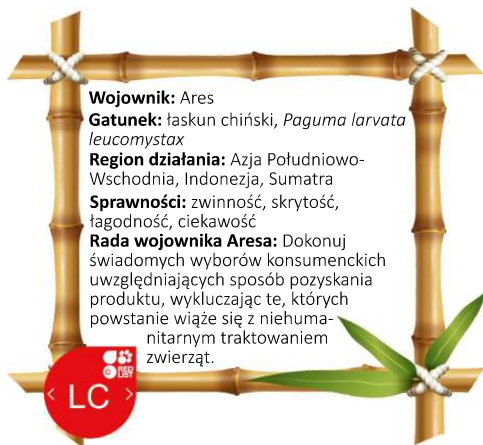 Wojownik: Ares
Gatunek: łaskun chiński, Paguma larvata
leucomystax
Region działania: Azja Południowo-
Wschodnia, Indonezja, Sumatra
Sprawności: zwinność, skrytość,
łagodność, ciekawość
Rada wojownika Aresa: Dokonuj
świadomych wyborów konsumenckich
uwzględniających sposób pozyskania
produktu, wykluczając te, których
powstanie wiąże się z niehuma-
nitarnym traktowaniem
zwierząt.
RED
LIST
< LC >